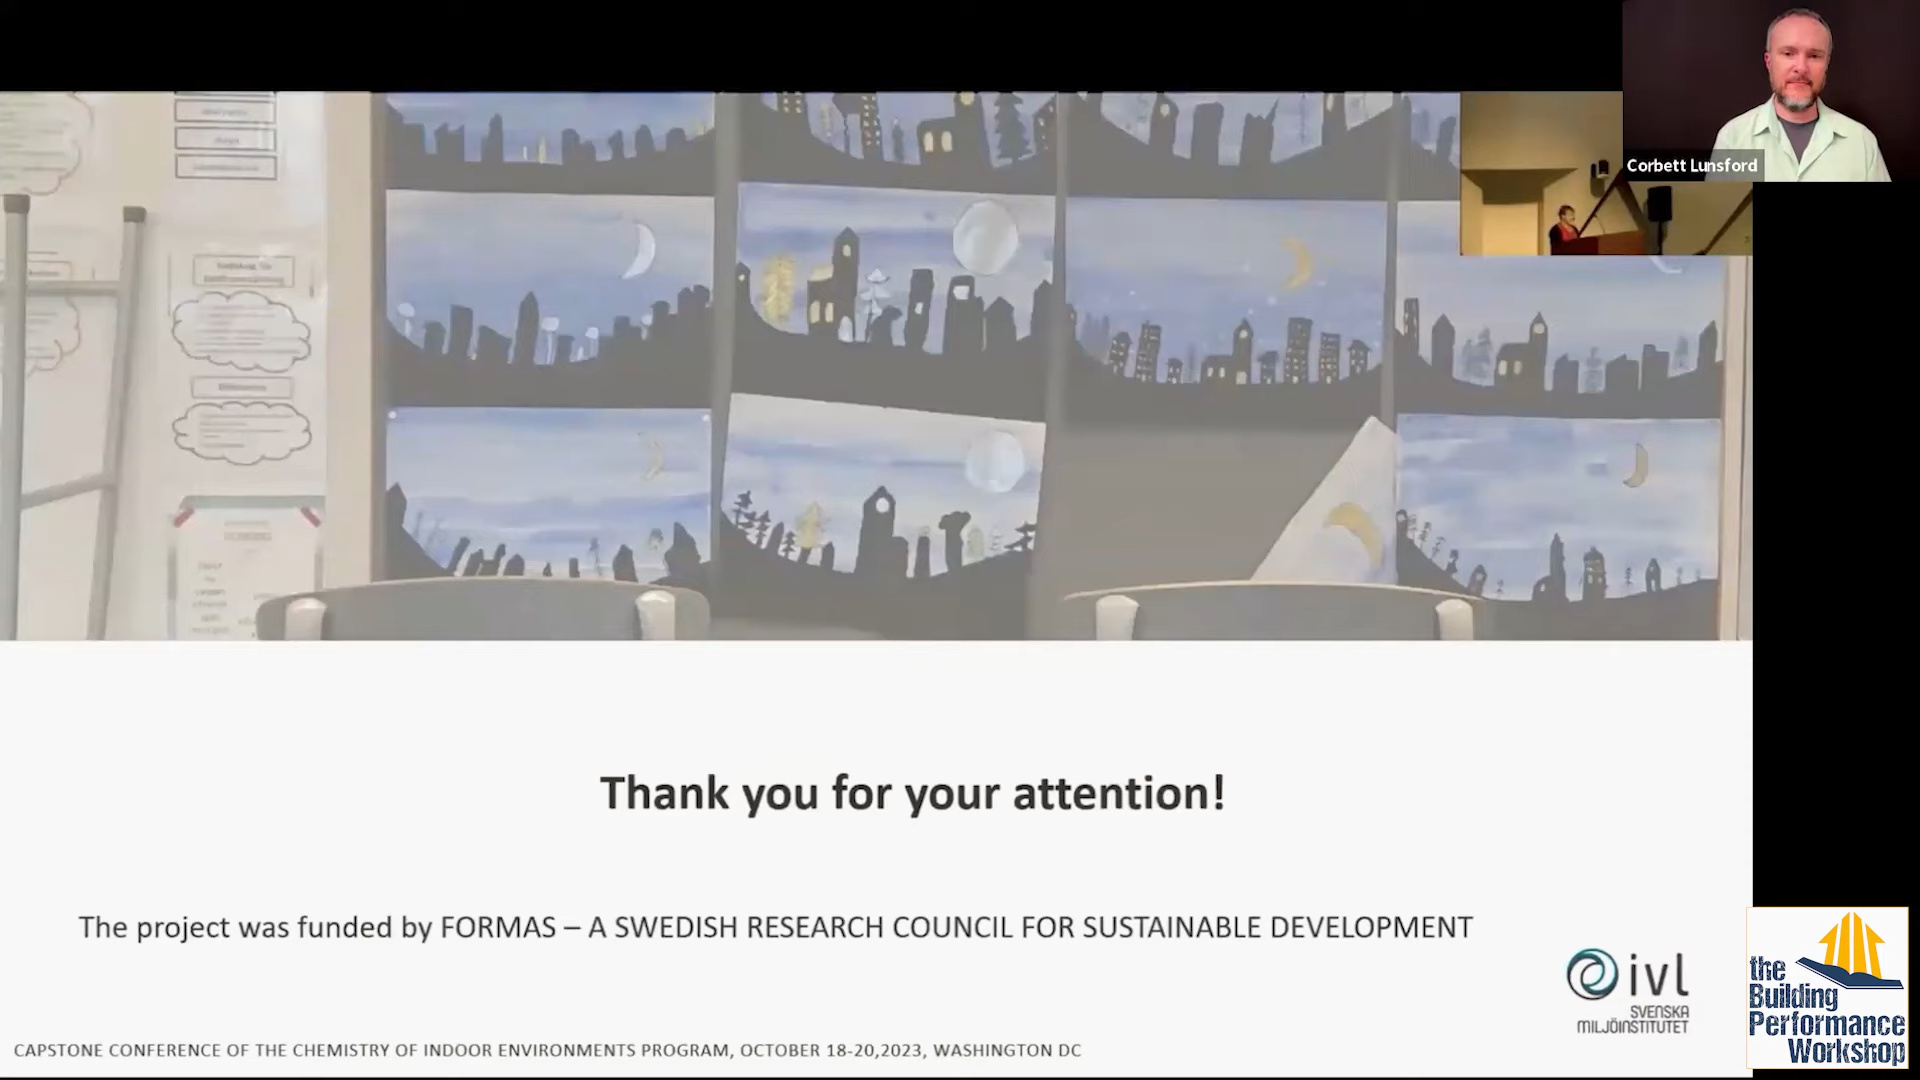 Corbett Lunsford
Thank you for your attention!
The project was funded by FORMAS – A SWEDISH RESEARCH COUNCIL FOR SUSTAINABLE DEVELOPMENT
ivl
SVENSKA
MILJÖINSTITUTET
CAPSTONE CONFERENCE OF THE CHEMISTRY OF INDOOR ENVIRONMENTS PROGRAM, OCTOBER 18-20,2023, WASHINGTON DC
the
Building
Performance
Workshop